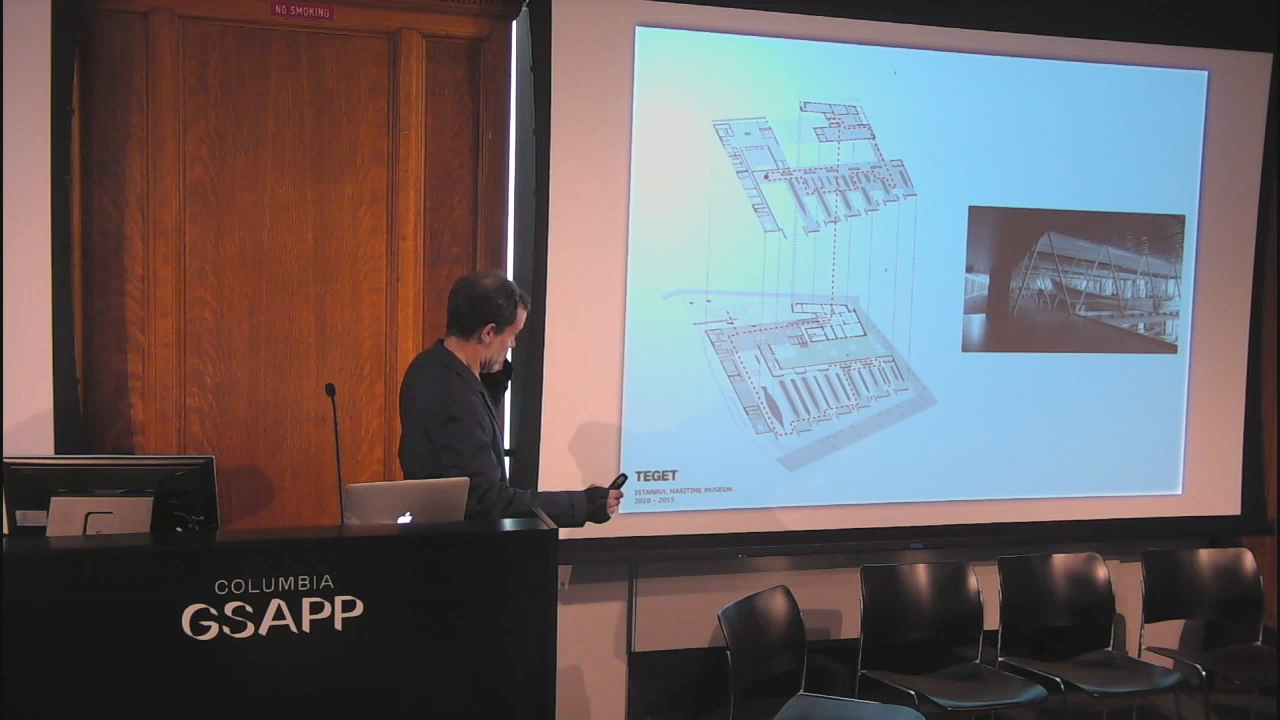 NO SMOKING
TEGET
ISTANBUL MARITIME MUSEUM
2010 - 2015
COLUMBIA
GSAPP